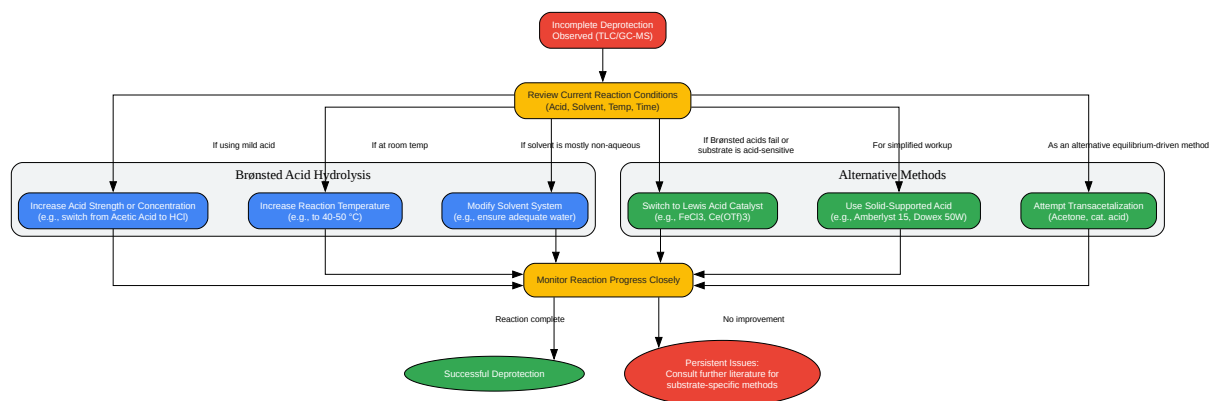 Incomplete Deprotection
Observed (TLC/GC-MS)
Review Current Reaction Conditions
(Acid, Solvent, Temp, Time)
If using mild acid
If at room temp
If solvent is mostly non-aqueous
If Brønsted acids fail or
substrate is acid-sensitive
For simplified workup
As an alternative equilibrium-driven method
Brønsted Acid Hydrolysis
Alternative Methods
Increase Acid Strength or Concentration
(e.g., switch from Acetic Acid to HCl)
Increase Reaction Temperature
(e.g., to 40-50 °C)
Modify Solvent System
(e.g., ensure adequate water)
Switch to Lewis Acid Catalyst
(e.g., FeCl3, Ce(OTf)3)
Use Solid-Supported Acid
(e.g., Amberlyst 15, Dowex 50W)
Attempt Transacetalization
(Acetone, cat. acid)
Monitor Reaction Progress Closely
Reaction complete
No improvement
Successful Deprotection
Persistent Issues:
Consult further literature for
substrate-specific methods